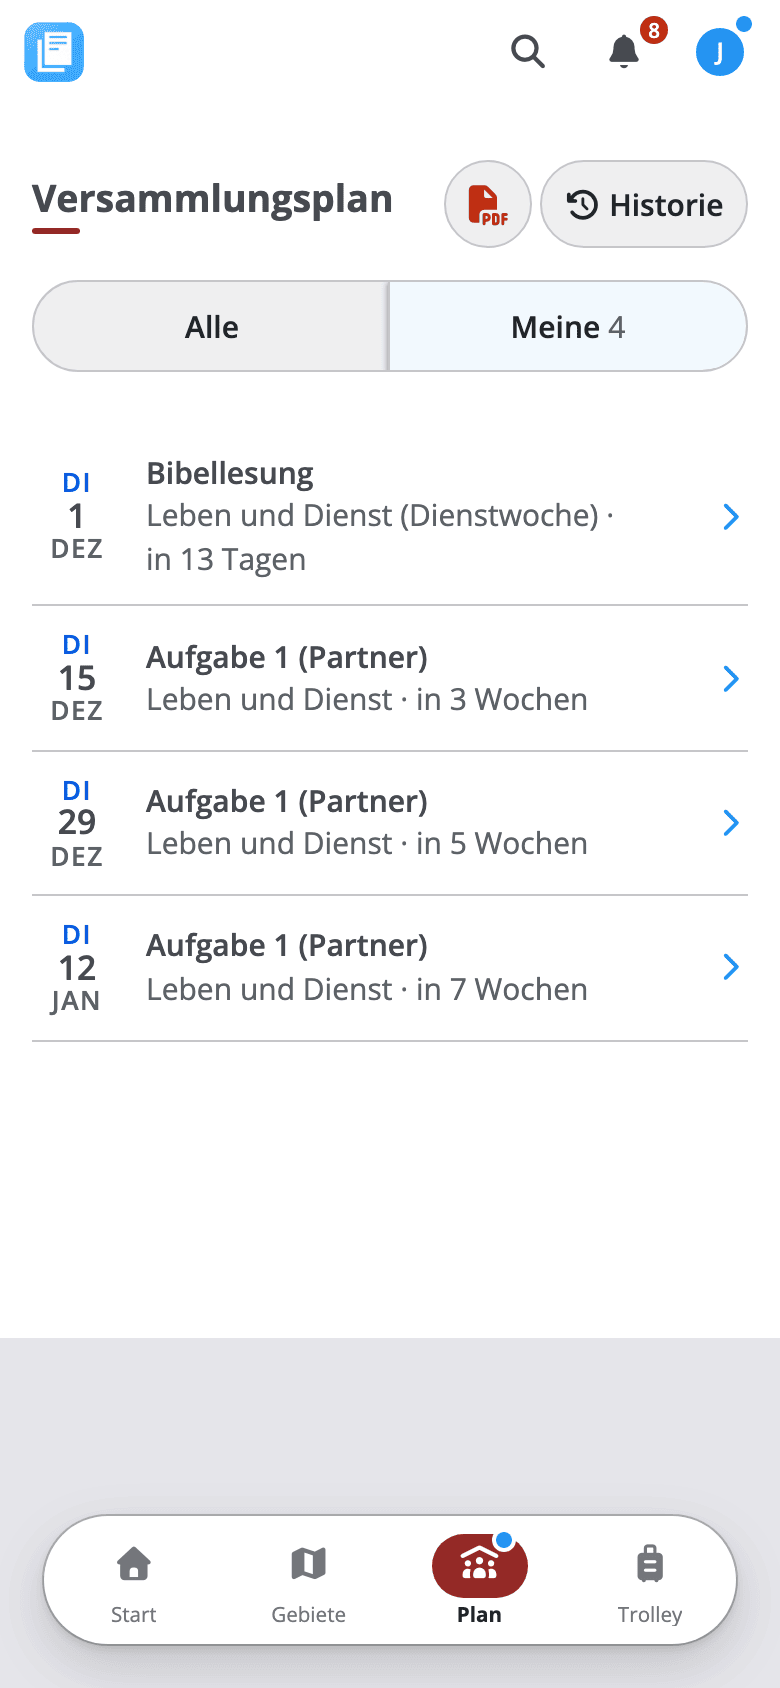 8
J
Versammlungsplan
PDF
Historie
Alle
Meine 4
DI
1
DEZ
Bibellesung
Leben und Dienst (Dienstwoche) ·
in 13 Tagen
DI
15
DEZ
Aufgabe 1 (Partner)
Leben und Dienst · in 3 Wochen
DI
29
DEZ
Aufgabe 1 (Partner)
Leben und Dienst · in 5 Wochen
DI
12
JAN
Aufgabe 1 (Partner)
Leben und Dienst · in 7 Wochen
Start
Gebiete
Plan
Trolley